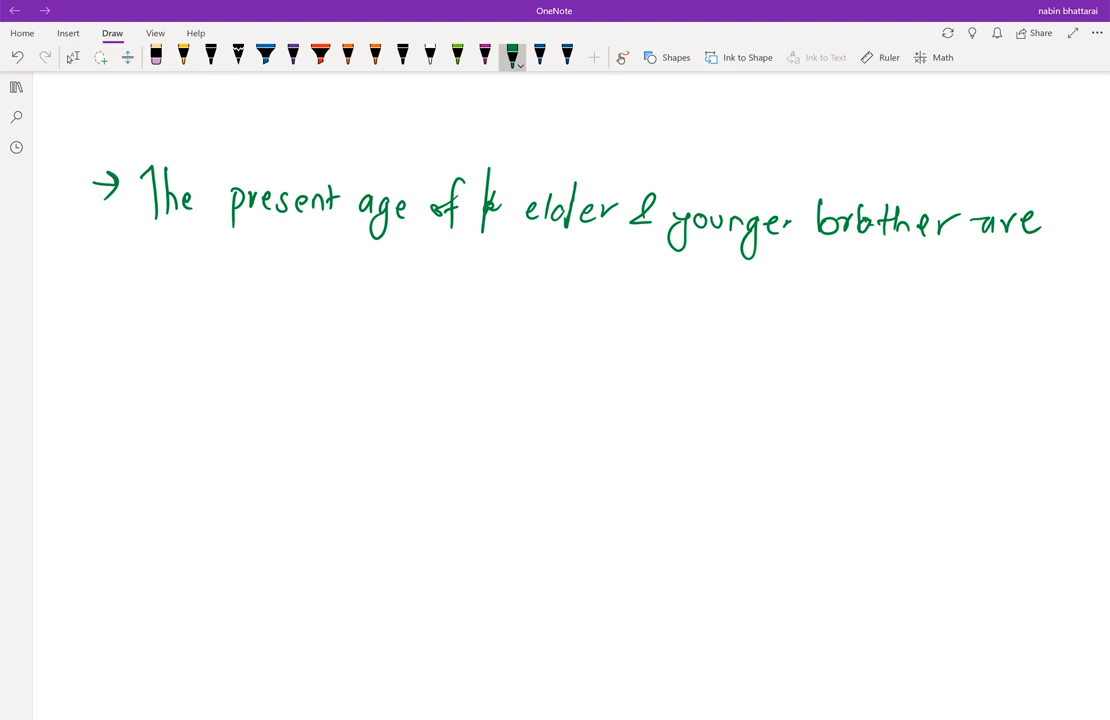 OneNote
nabin bhattarai
Home Insert Draw View Help
Share
Shapes Ink to Shape Ink to Text Ruler Math
→ The present age of elder & younger brother are